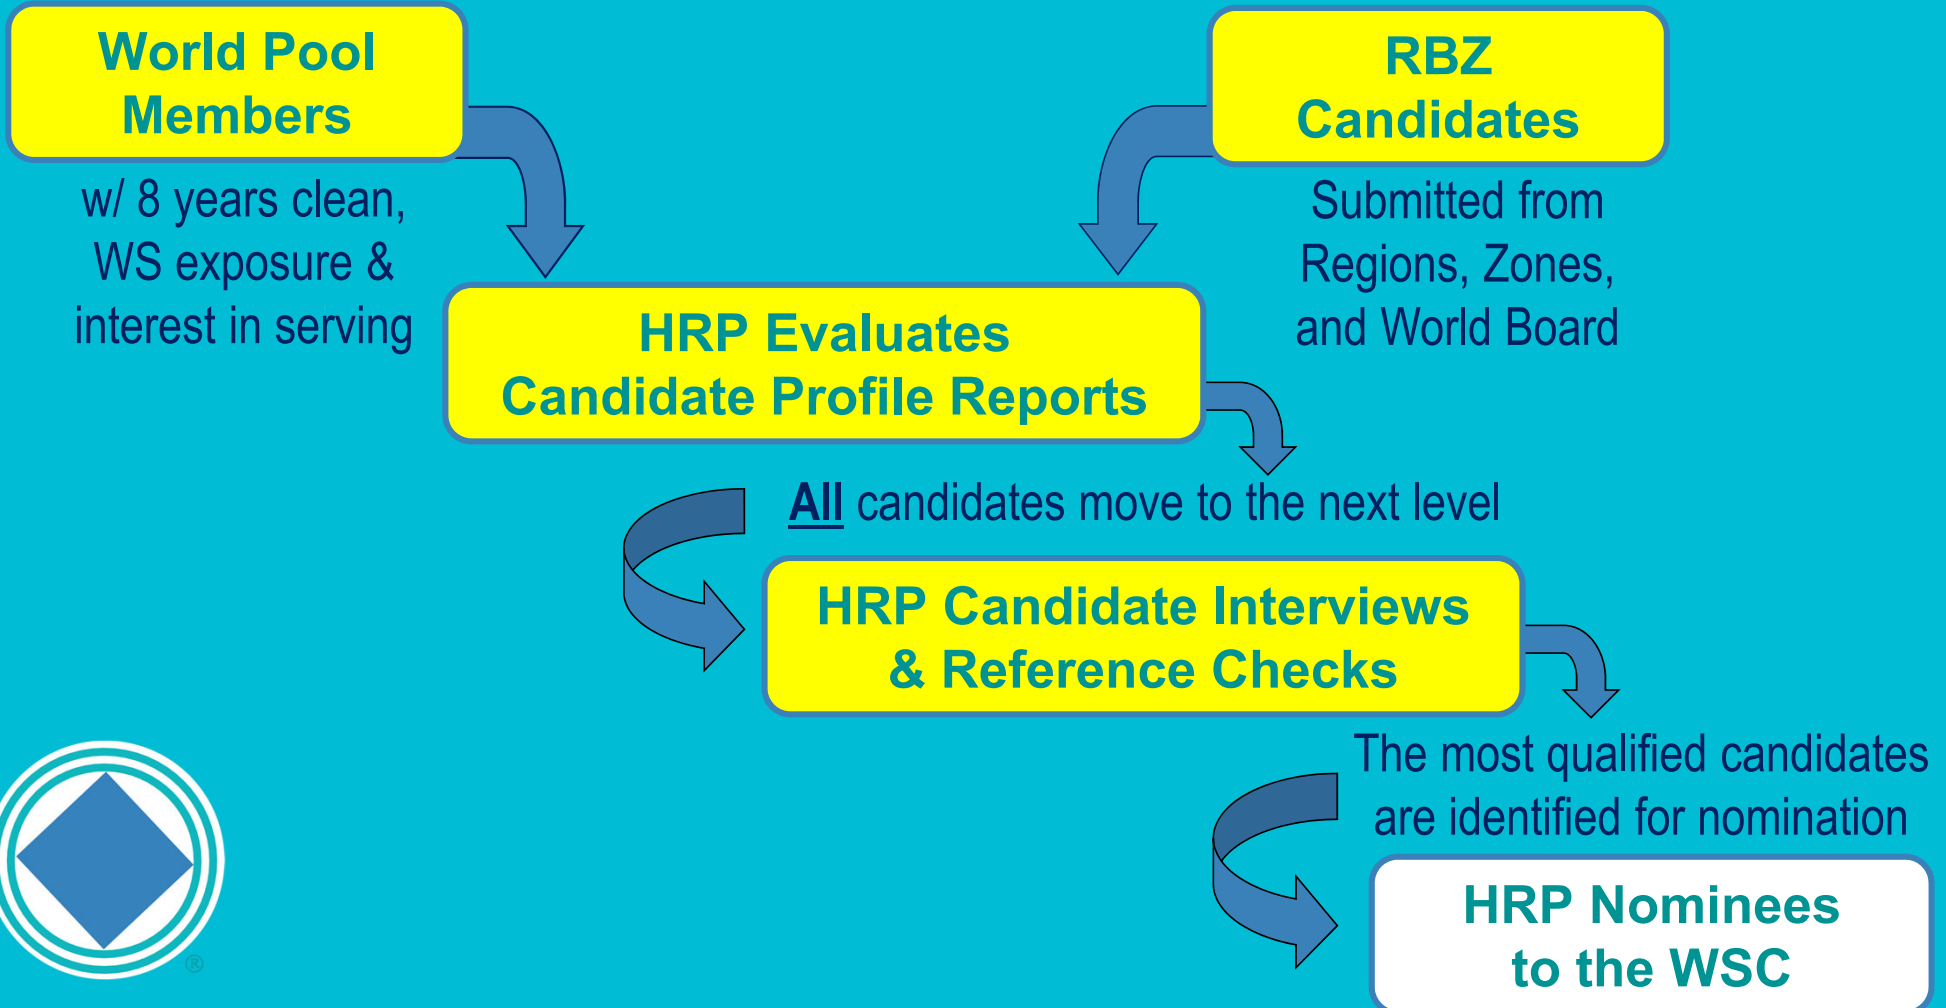 World Pool
Members
w/ 8 years clean,
WS exposure &
interest in serving
RBZ
Candidates
Submitted from
Regions, Zones,
and World Board
HRP Evaluates
Candidate Profile Reports
All candidates move to the next level
HRP Candidate Interviews
& Reference Checks
The most qualified candidates
are identified for nomination
HRP Nominees
to the WSC
®